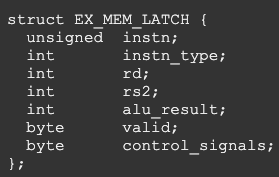 struct EX_MEM_LATCH {
  unsigned  instn;
  int       instn_type;
  int       rd;
  int       rs2;
  int       alu_result;
  byte      valid;
  byte      control_signals;
};